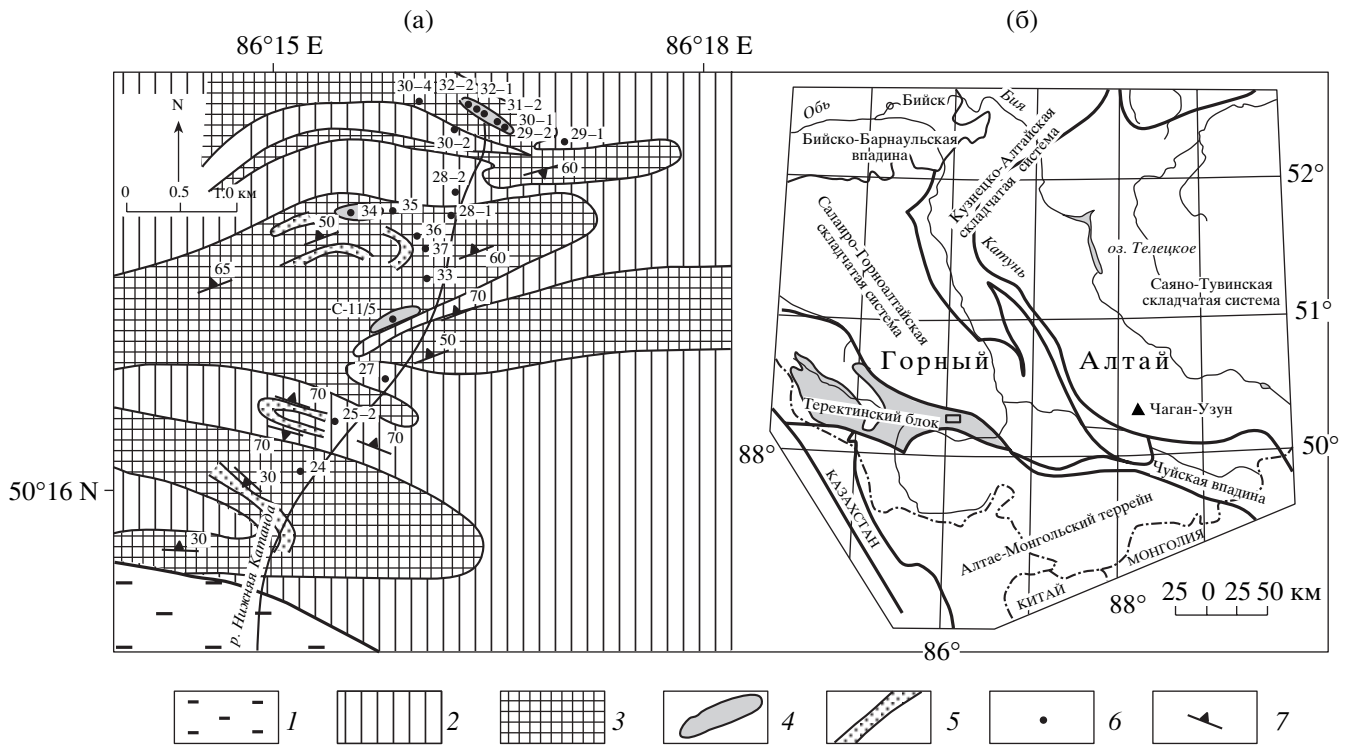 (а)
(б)
86°15 E
86°18 E
N
0 0.5 1.0 км
30–4
32–2
32–1
31–2
30–1
29–2
29–1
30–2
60
28–2
34
35
28–1
50
36
37
60
65
33
70
С-11/5
50
27
70
25–2
70
70
24
30
50°16 N
30
р. Нижняя Катанда
Обь
Бийск
Бия
Бийско-Барнаульская
впадина
Кузнецко-Алтайская
складчатая система
52°
Салаиро-Горноалтайская
складчатая система
Катунь
оз. Телецкое
Саяно-Тувинская
складчатая система
51°
Горный Алтай
Теректинский блок
Чаган-Узун
88°
50°
КАЗАХСТАН
Чуйская впадина
Алтае-Монгольский террейн
МОНГОЛИЯ
КИТАЙ
88°
25 0 25 50 км
86°
1 2 3 4 5 6 7